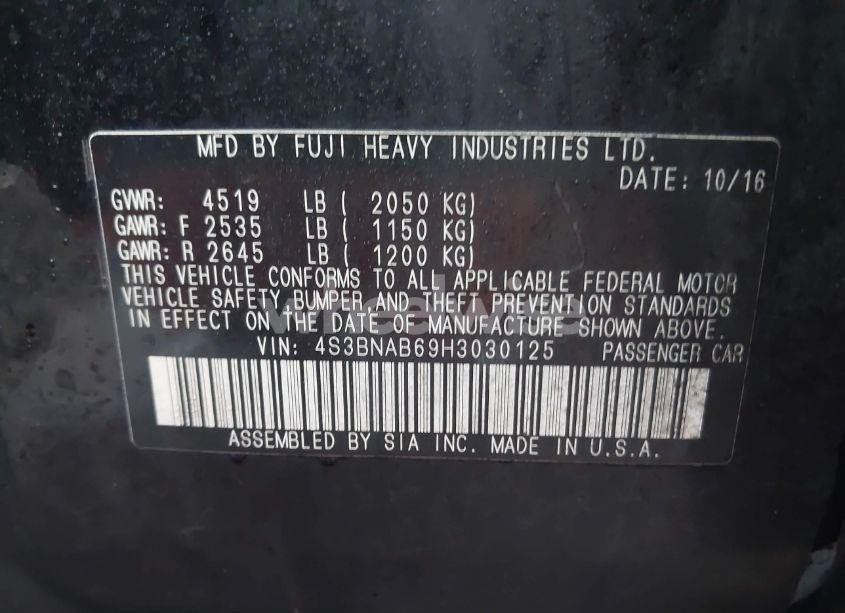 MFD BY FUJI HEAVY INDUSTRIES LTD.
DATE: 10/16
GVWR: 4519 LB ( 2050 KG)
GAWR: F 2535 LB ( 1150 KG)
GAWR: R 2645 LB ( 1200 KG)
THIS VEHICLE CONFORMS TO ALL APPLICABLE FEDERAL MOTOR
VEHICLE SAFETY BUMPER,AND THEFT PREVENTION STANDARDS
IN EFFECT ON THE DATE OF MANUFACTURE SHOWN ABOVE.
VIN: 4S3BNAB69H3030125 PASSENGER CAR
ASSEMBLED BY SIA INC. MADE IN U.S.A.